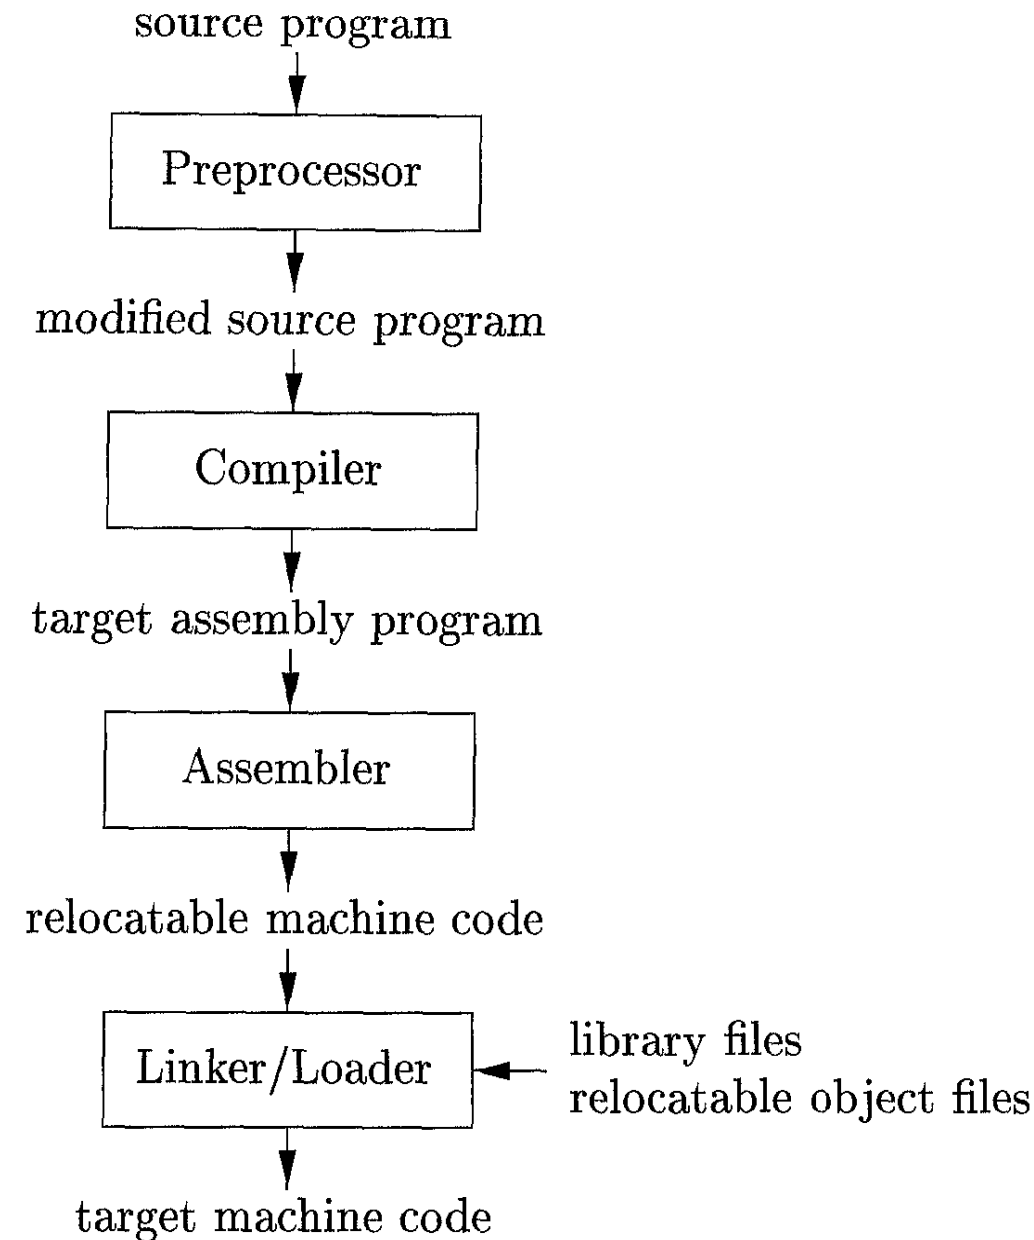 source program
Preprocessor
modified source program
Compiler
target assembly program
Assembler
relocatable machine code
Linker/Loader
library files
relocatable object files
target machine code